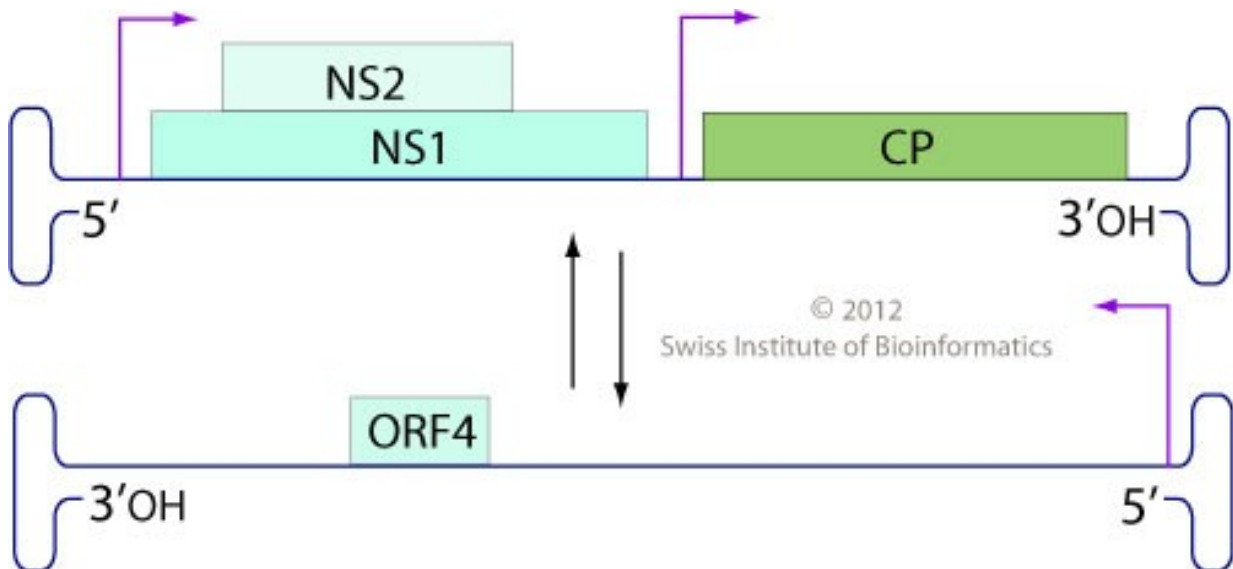 NS2
NS1
CP
5′
3′OH
© 2012
Swiss Institute of Bioinformatics
ORF4
3′OH
5′